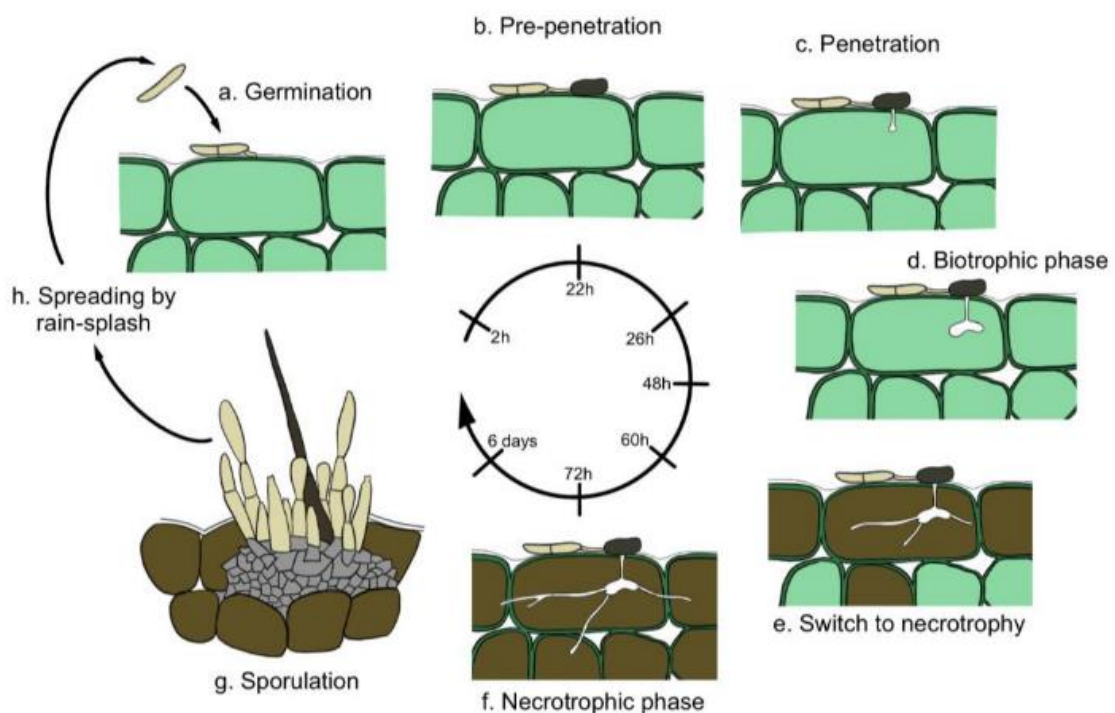 b. Pre-penetration
c. Penetration
a. Germination
d. Biotrophic phase
h. Spreading by
rain-splash
22h
2h
26h
48h
60h
6 days
72h
e. Switch to necrotrophy
g. Sporulation
f. Necrotrophic phase